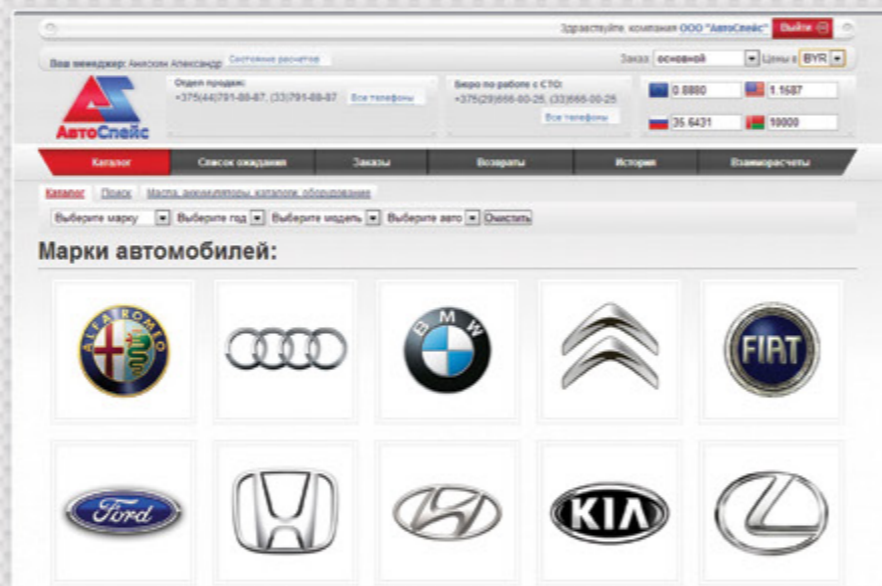 Здравствуйте, компания ООО "АвтоСпейс" Выйти
Ваш менеджер: Анискин Александр Состояние расчетов Заказ основной Цены в BYR
Отдел продаж: Бюро по работе с СТО:
+375(44)791-88-87, (33)791-88-87 Все телефоны +375(29)666-00-25, (33)666-00-25 0.8880 1.1687
Все телефоны
АвтоСпейс 35.6431 10000
Каталог Список ожидания Заказы Возвраты История Взаиморасчеты
Каталог Поиск Масла, аккумуляторы, каталоги, оборудование
Выберите марку Выберите год Выберите модель Выберите авто Очистить
Марки автомобилей:
ALFA ROMEO BMW FIAT
Ford KIA